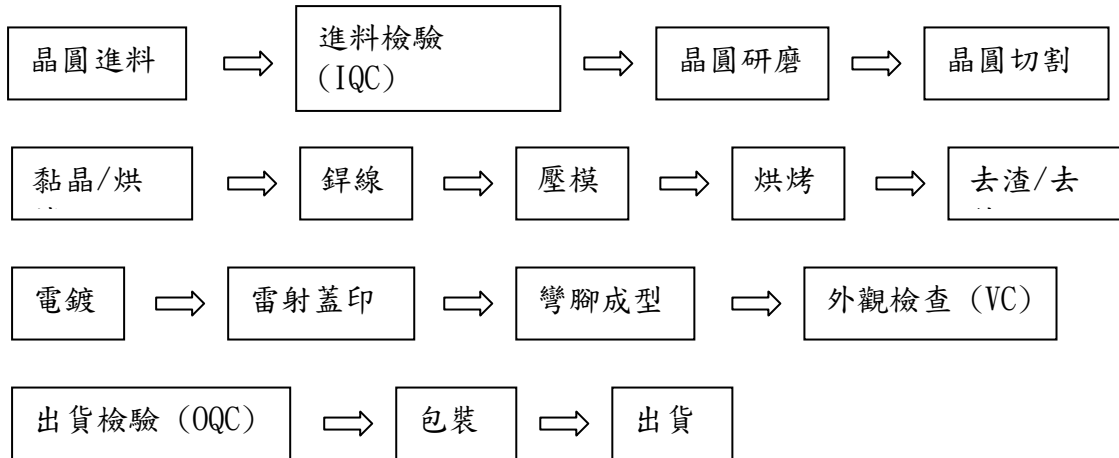 晶圓進料
進料檢驗
(IQC)
晶圓研磨
晶圓切割
黏晶/烘
銲線
壓模
烘烤
去渣/去
電鍍
雷射蓋印
彎腳成型
外觀檢查 (VC)
出貨檢驗 (OQC)
包裝
出貨